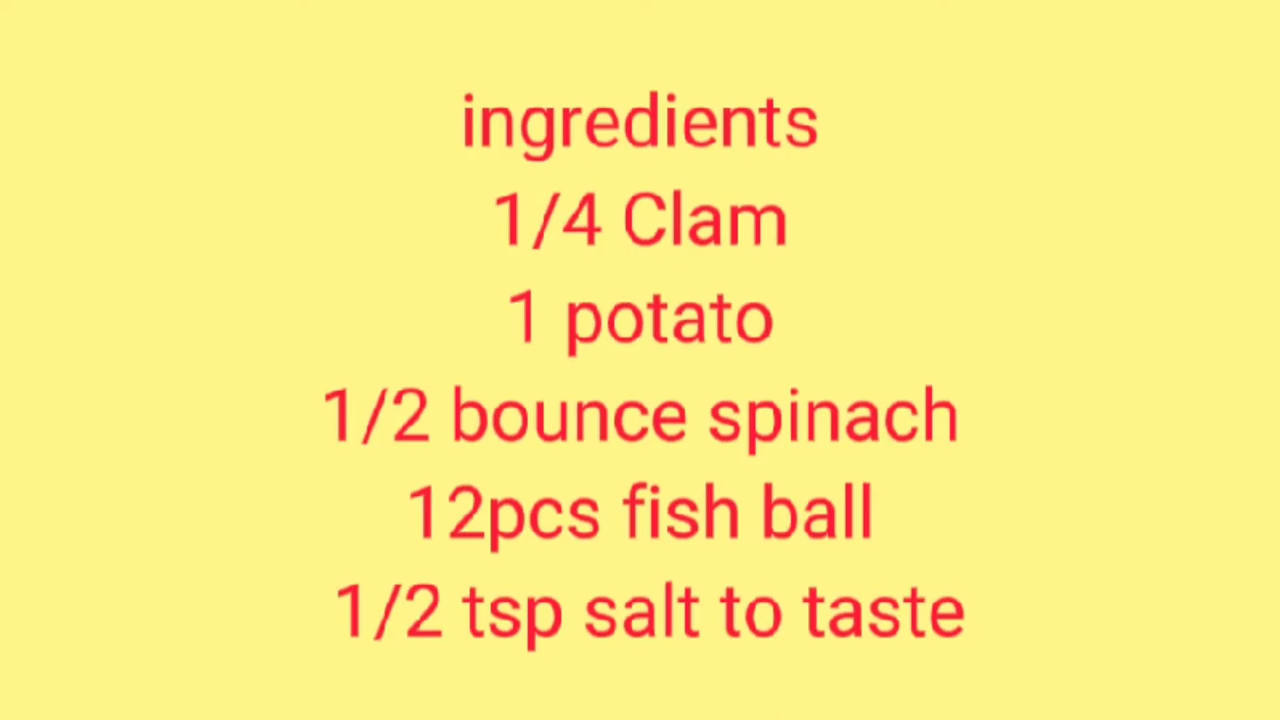 ingredients
1/4 Clam
1 potato
1/2 bounce spinach
12pcs fish ball
1/2 tsp salt to taste